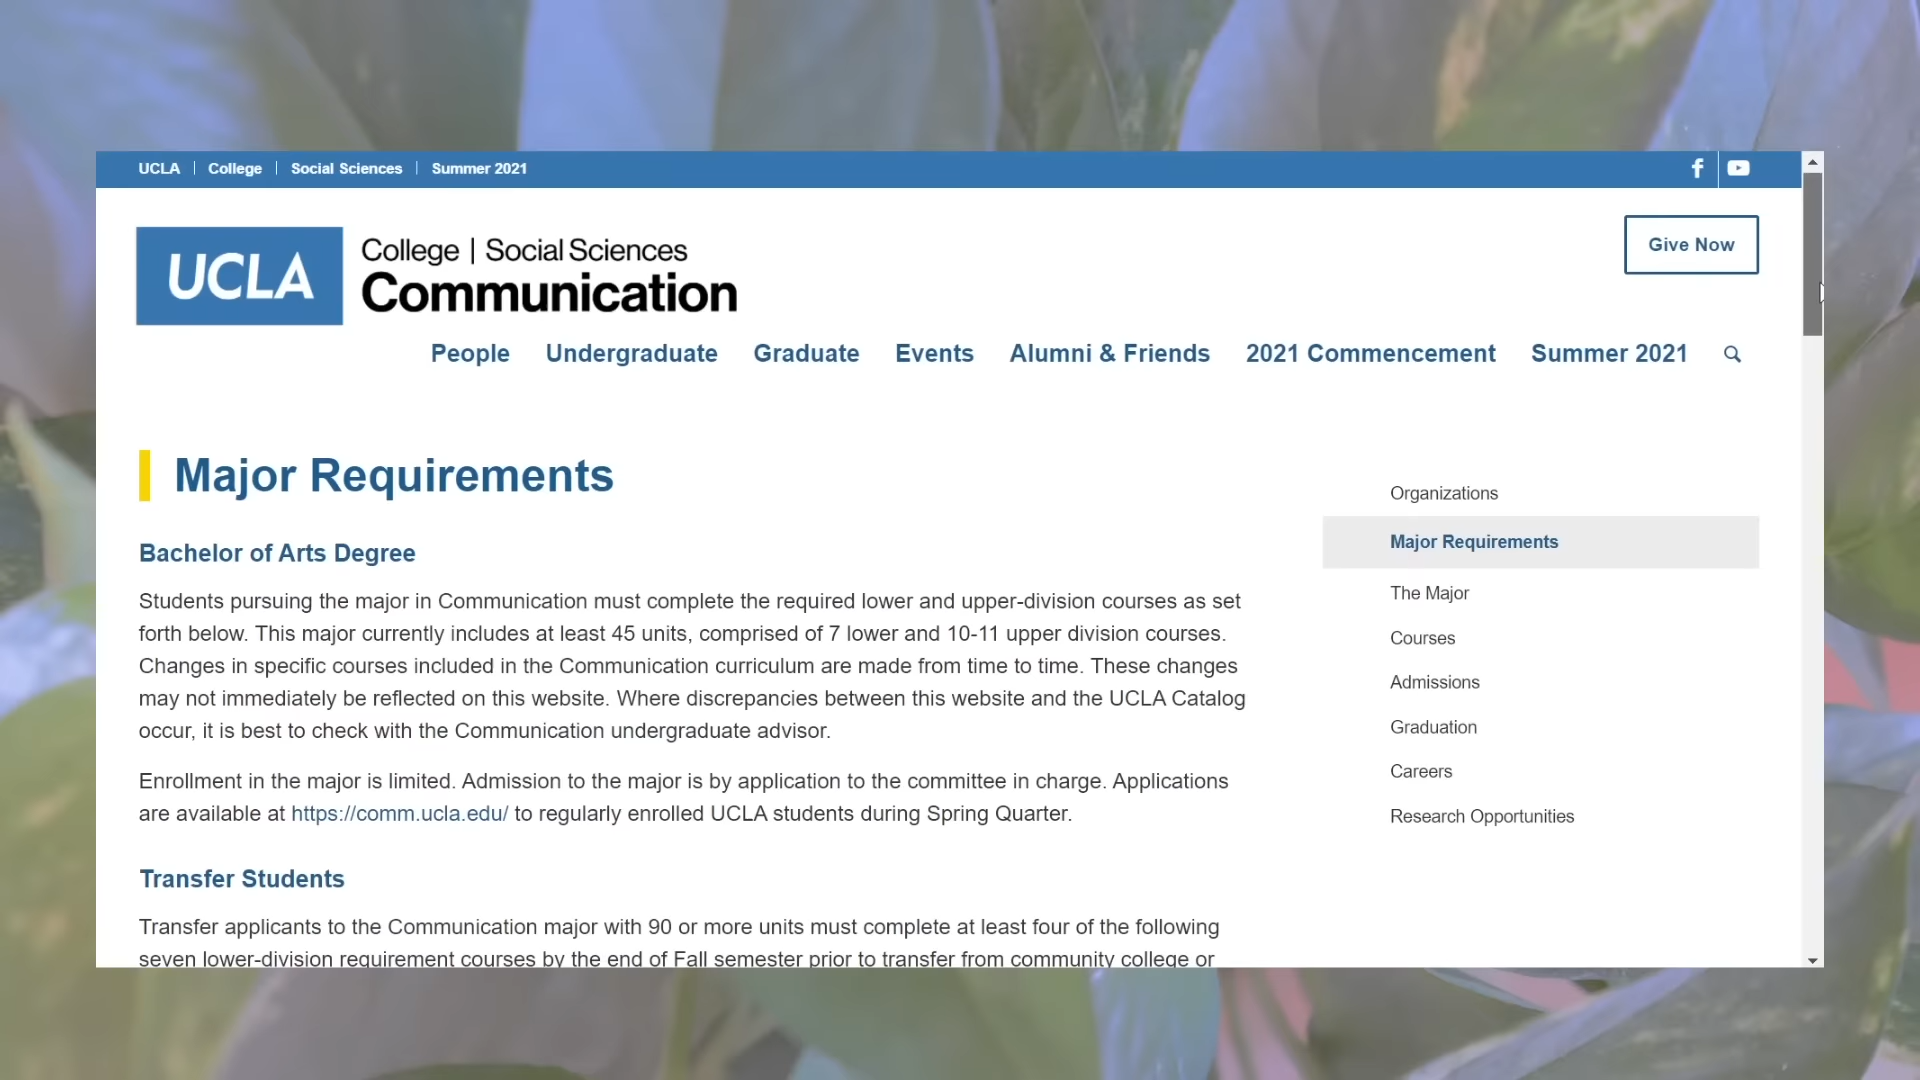 UCLA | College | Social Sciences | Summer 2021
UCLA College | Social Sciences
Communication
Give Now
People Undergraduate Graduate Events Alumni & Friends 2021 Commencement Summer 2021
Major Requirements
Bachelor of Arts Degree
Students pursuing the major in Communication must complete the required lower and upper-division courses as set
forth below. This major currently includes at least 45 units, comprised of 7 lower and 10-11 upper division courses.
Changes in specific courses included in the Communication curriculum are made from time to time. These changes
may not immediately be reflected on this website. Where discrepancies between this website and the UCLA Catalog
occur, it is best to check with the Communication undergraduate advisor.
Enrollment in the major is limited. Admission to the major is by application to the committee in charge. Applications
are available at https://comm.ucla.edu/ to regularly enrolled UCLA students during Spring Quarter.
Transfer Students
Transfer applicants to the Communication major with 90 or more units must complete at least four of the following
seven lower-division requirement courses by the end of Fall semester prior to transfer from community college or
Organizations
Major Requirements
The Major
Courses
Admissions
Graduation
Careers
Research Opportunities